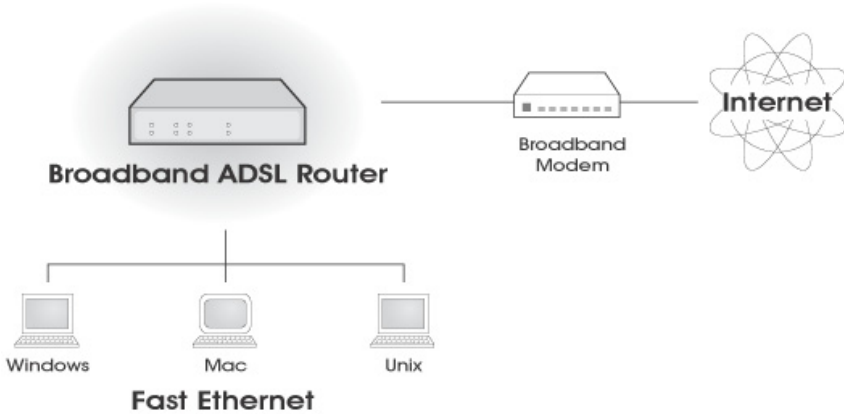 Internet
Broadband
Modem
Broadband ADSL Router
Windows
Mac
Unix
Fast Ethernet